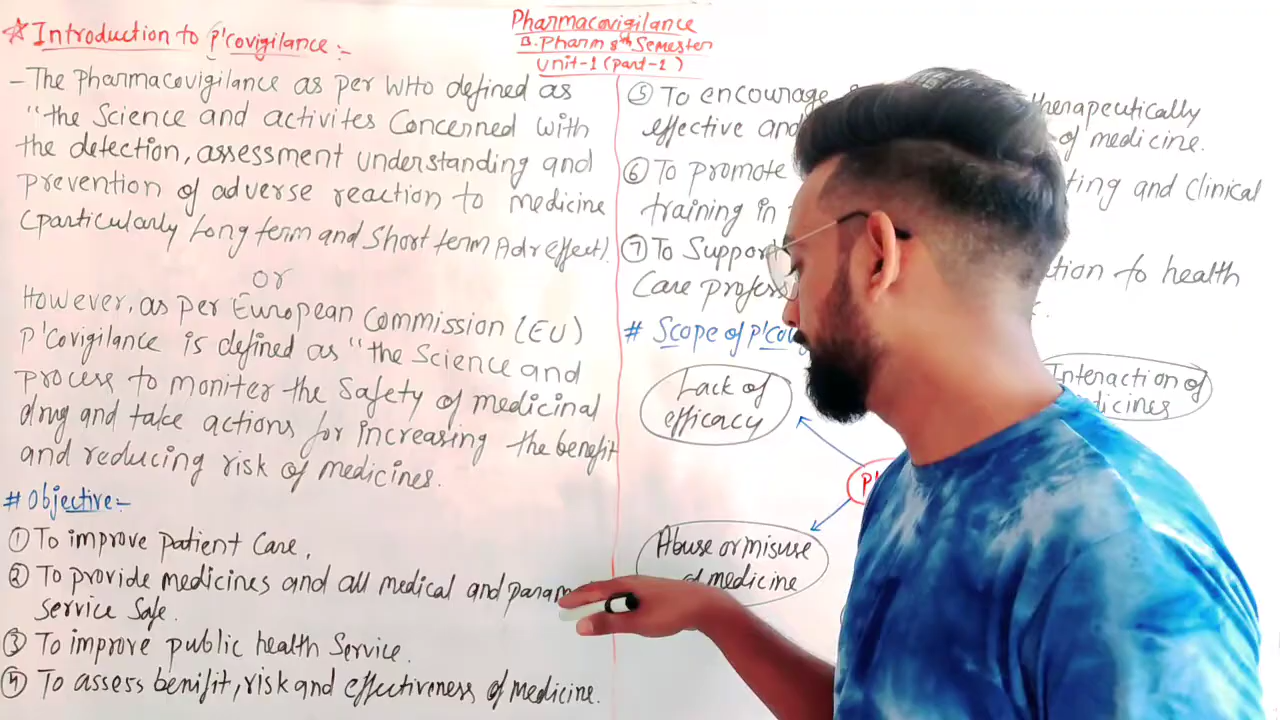 Pharmacovigilance
B. Pharm 8th Semester
Unit-1 (part-1)
☆ Introduction to P'covigilance :-
- The Pharmacovigilance as per WHO defined as
"the Science and activites Concerned with
the detection, assessment understanding and
prevention of adverse reaction to medicine
(particularly Long term and Short term Adr effect).
or
However, as per European Commission (EU)
P'Covigilance is defined as "the Science and
process to moniter the Safety of medicinal
drug and take actions for increasing the benefit
and reducing risk of medicines.
# Objective:-
① To improve patient Care,
② To provide medicines and all medical and param
Service Safe.
③ To improve public health Service.
④ To assess benifit, risk and effectiveness of medicine.
⑤ To encourage therapeutically
effective and of medicine.
⑥ To promote ting and Clinical
training in
⑦ To Support tion to health
Care profess
# Scope of P'cov
Lack of
efficacy
Interaction of
dicines
P'
Abuse or misuse
of medicine